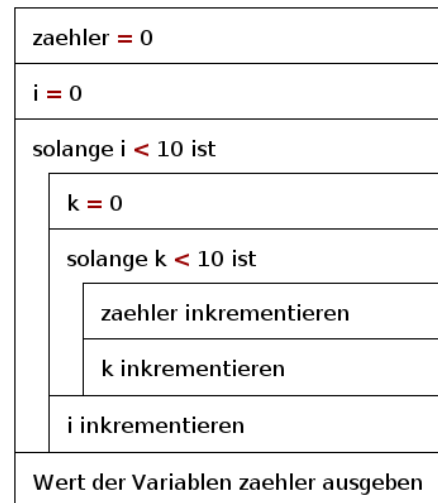 zaehler = 0
i = 0
solange i < 10 ist
k = 0
solange k < 10 ist
zaehler inkrementieren
k inkrementieren
i inkrementieren
Wert der Variablen zaehler ausgeben